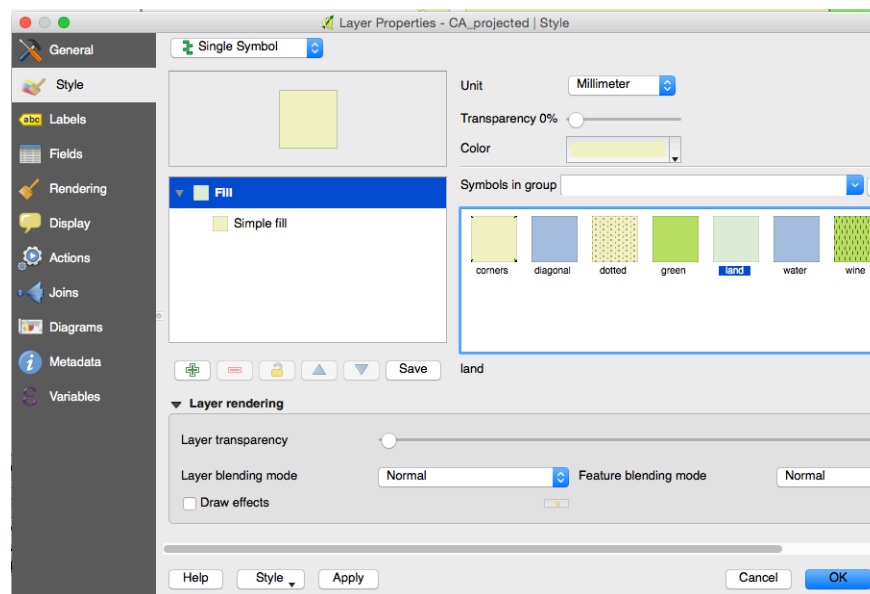 Layer Properties - CA_projected | Style
General
Style
abc Labels
Fields
Rendering
Display
Actions
Joins
Diagrams
Metadata
Variables
Single Symbol
Fill
Simple fill
Save
Unit Millimeter
Transparency 0%
Color
Symbols in group
corners diagonal dotted green land water wine
land
Layer rendering
Layer transparency
Layer blending mode Normal Feature blending mode Normal
Draw effects
Help Style Apply Cancel OK